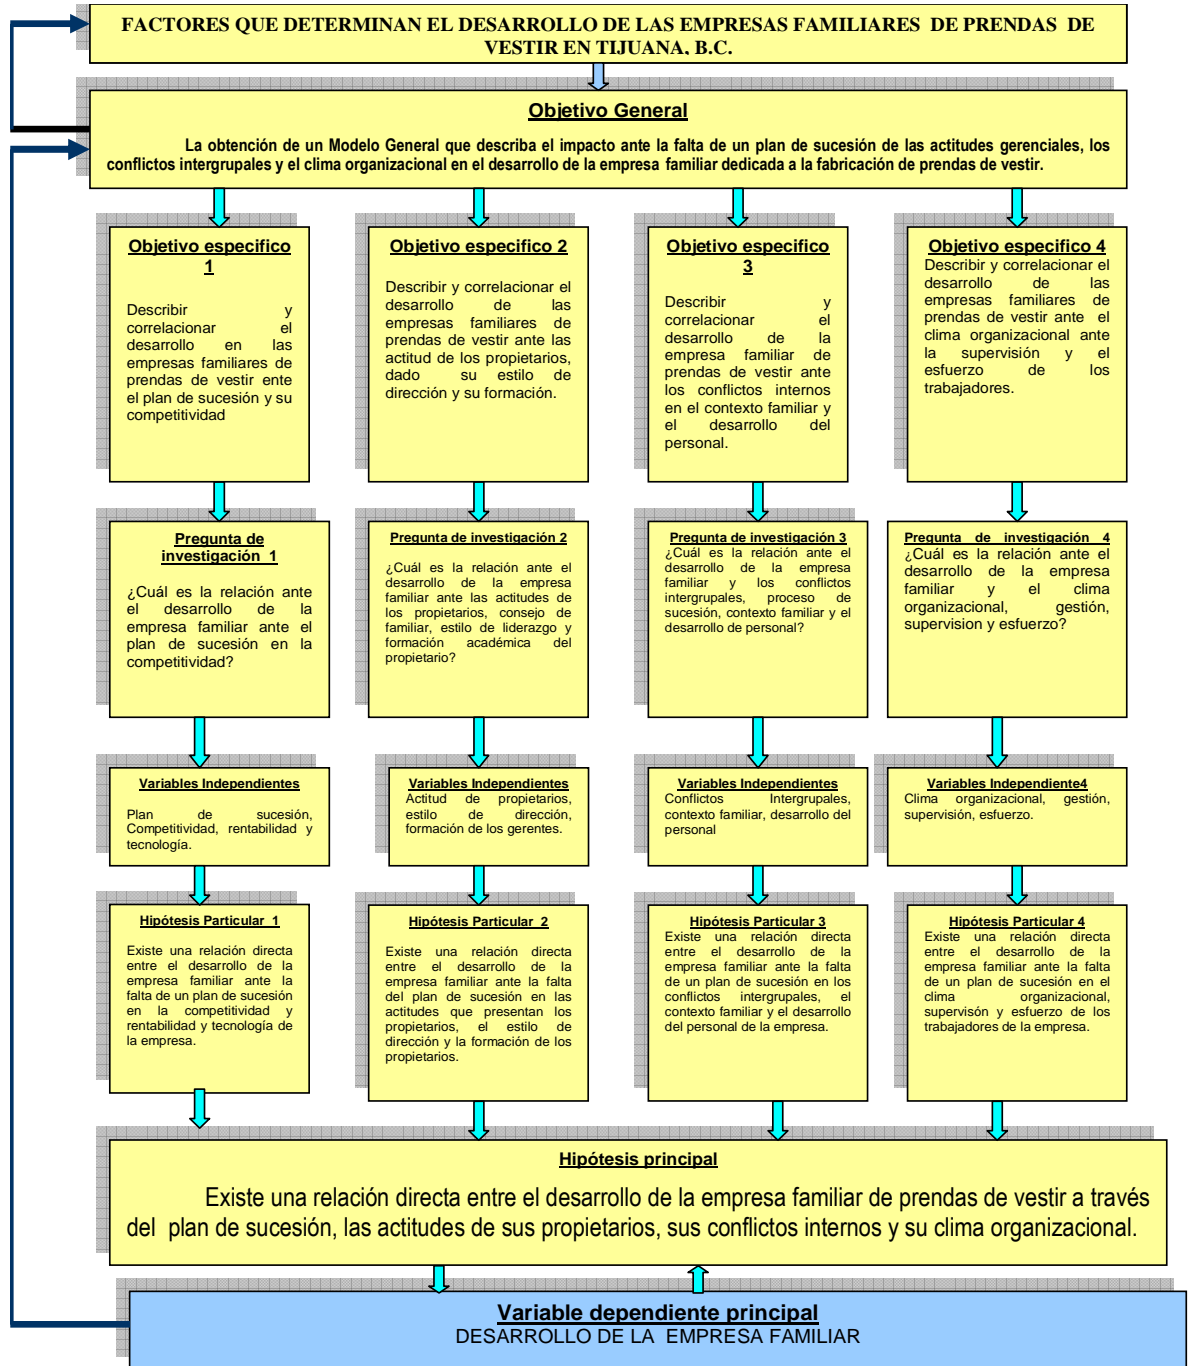 FACTORES QUE DETERMINAN EL DESARROLLO DE LAS EMPRESAS FAMILIARES DE PRENDAS DE
VESTIR EN TIJUANA, B.C.
Objetivo General
La obtención de un Modelo General que describa el impacto ante la falta de un plan de sucesión de las actitudes gerenciales, los
conflictos intergrupales y el clima organizacional en el desarrollo de la empresa familiar dedicada a la fabricación de prendas de vestir.
Objetivo especifico
1
Describir y
correlacionar el
desarrollo en las
empresas familiares de
prendas de vestir ente
el plan de sucesión y su
competitividad
Objetivo especifico 2
Describir y correlacionar el
desarrollo de las
empresas familiares de
prendas de vestir ante las
actitud de los propietarios,
dado su estilo de
dirección y su formación.
Objetivo especifico
3
Describir y
correlacionar el
desarrollo de la
empresa familiar de
prendas de vestir ante
los conflictos internos
en el contexto familiar y
el desarrollo del
personal.
Objetivo especifico 4
Describir y correlacionar el
desarrollo de las
empresas familiares de
prendas de vestir ante el
clima organizacional ante
la supervisión y el
esfuerzo de los
trabajadores.
Pregunta de
investigación 1
¿Cuál es la relación ante
el desarrollo de la
empresa familiar ante el
plan de sucesión en la
competitividad?
Pregunta de investigación 2
¿Cuál es la relación ante el
desarrollo de la empresa
familiar ante las actitudes de
los propietarios, consejo de
familiar, estilo de liderazgo y
formación académica del
propietario?
Pregunta de investigación 3
¿Cuál es la relación ante el
desarrollo de la empresa
familiar y los conflictos
intergrupales, proceso de
sucesión, contexto familiar y el
desarrollo de personal?
Pregunta de investigación 4
¿Cuál es la relación ante el
desarrollo de la empresa
familiar y el clima
organizacional, gestión,
supervision y esfuerzo?
Variables Independientes
Plan de sucesión,
Competitividad, rentabilidad y
tecnología.
Variables Independientes
Actitud de propietarios,
estilo de dirección,
formación de los gerentes.
Variables Independientes
Conflictos Intergrupales,
contexto familiar, desarrollo del
personal
Variables Independiente4
Clima organizacional, gestión,
supervisión, esfuerzo.
Hipótesis Particular 1
Existe una relación directa
entre el desarrollo de la
empresa familiar ante la
falta de un plan de sucesión
en la competitividad y
rentabilidad y tecnología de
la empresa.
Hipótesis Particular 2
Existe una relación directa
entre el desarrollo de la
empresa familiar ante la falta
del plan de sucesión en las
actitudes que presentan los
propietarios, el estilo de
dirección y la formación de los
propietarios.
Hipótesis Particular 3
Existe una relación directa
entre el desarrollo de la
empresa familiar ante la falta
de un plan de sucesión en los
conflictos intergrupales, el
contexto familiar y el desarrollo
del personal de la empresa.
Hipótesis Particular 4
Existe una relación directa
entre el desarrollo de la
empresa familiar ante la falta
de un plan de sucesión en el
clima organizacional,
supervisón y esfuerzo de los
trabajadores de la empresa.
Hipótesis principal
Existe una relación directa entre el desarrollo de la empresa familiar de prendas de vestir a través
del plan de sucesión, las actitudes de sus propietarios, sus conflictos internos y su clima organizacional.
Variable dependiente principal
DESARROLLO DE LA EMPRESA FAMILIAR